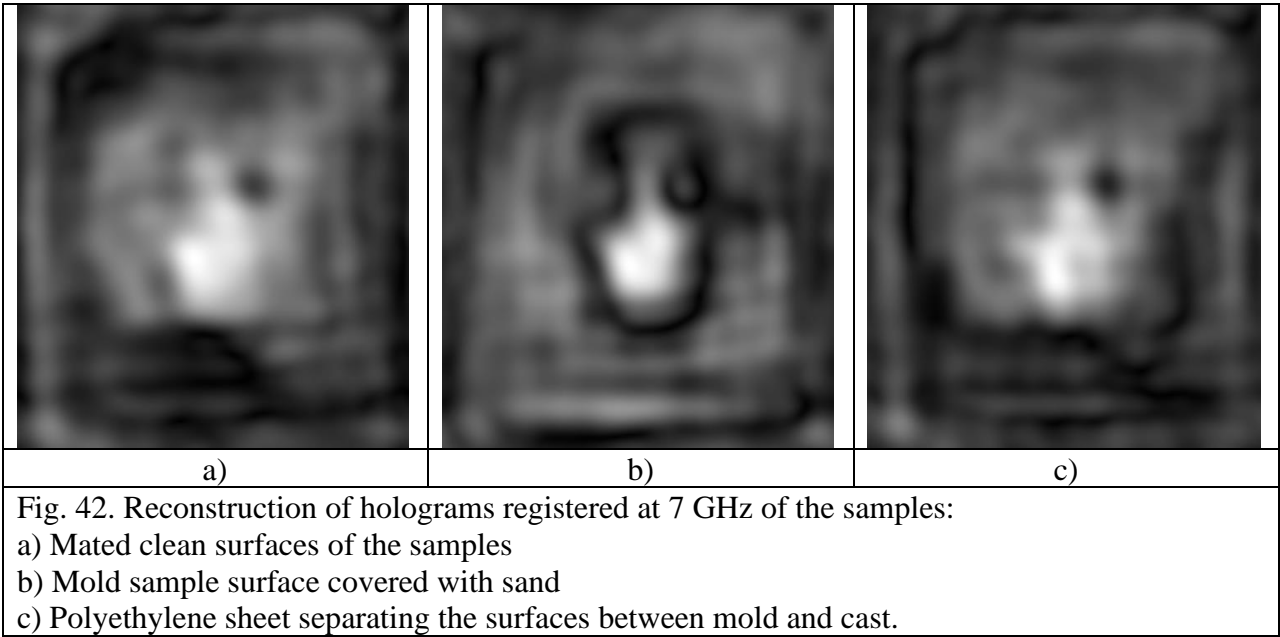 a)
b)
c)
Fig. 42. Reconstruction of holograms registered at 7 GHz of the samples:
a) Mated clean surfaces of the samples
b) Mold sample surface covered with sand
c) Polyethylene sheet separating the surfaces between mold and cast.